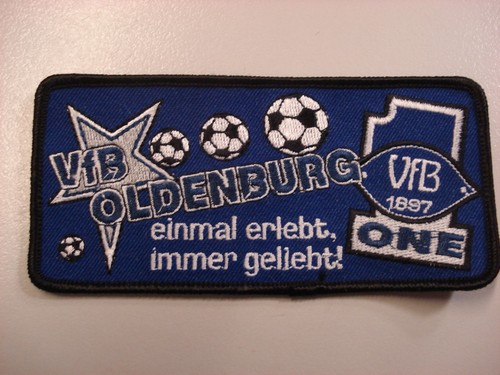 VfB
OLDENBURG
einmal erlebt,
immer geliebt!
VfB
1897
ONE